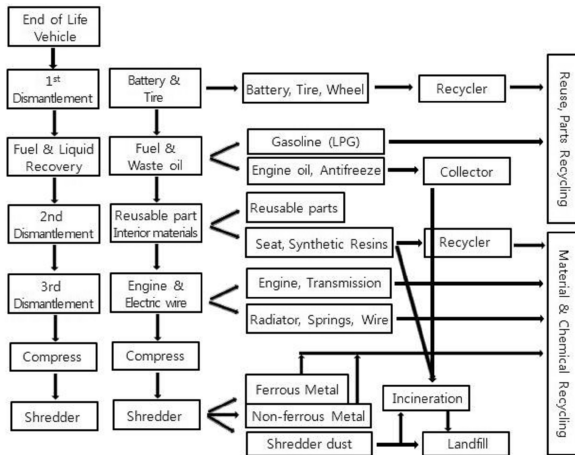 End of Life
Vehicle
1st
Dismantlement
Battery &
Tire
Battery, Tire, Wheel
Recycler
Reuse, Parts Recycling
Fuel & Liquid
Recovery
Fuel &
Waste oil
Gasoline (LPG)
Engine oil, Antifreeze
Collector
2nd
Dismantlement
Reusable part
Interior materials
Reusable parts
Seat, Synthetic Resins
Recycler
Material & Chemical Recycling
3rd
Dismantlement
Engine &
Electric wire
Engine, Transmission
Radiator, Springs, Wire
Compress
Compress
Shredder
Shredder
Ferrous Metal
Non-ferrous Metal
Shredder dust
Incineration
Landfill